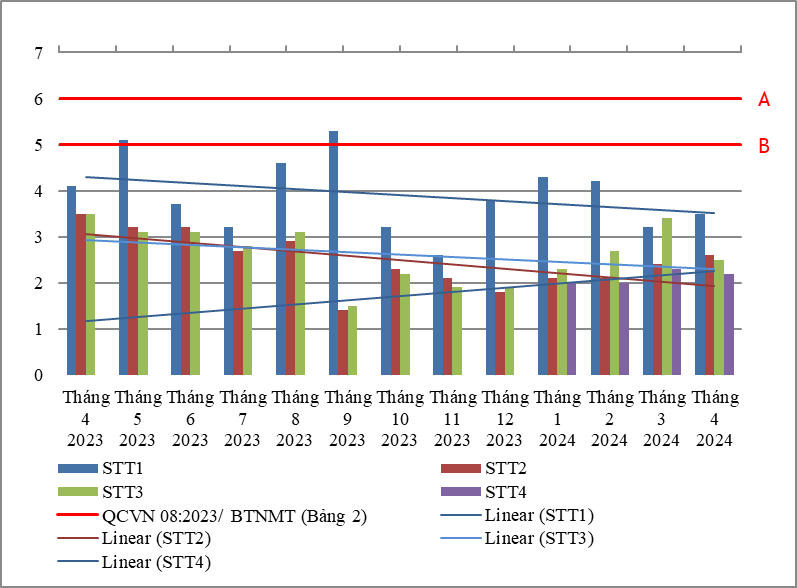 7
6
A
5
B
4
3
2
1
0
Tháng Tháng Tháng Tháng Tháng Tháng Tháng Tháng Tháng Tháng Tháng Tháng Tháng
4 5 6 7 8 9 10 11 12 1 2 3 4
2023 2023 2023 2023 2023 2023 2023 2023 2023 2024 2024 2024 2024
STT1 STT2
STT3 STT4
QCVN 08:2023/ BTNMT (Bảng 2) Linear (STT1)
Linear (STT2) Linear (STT3)
Linear (STT4)